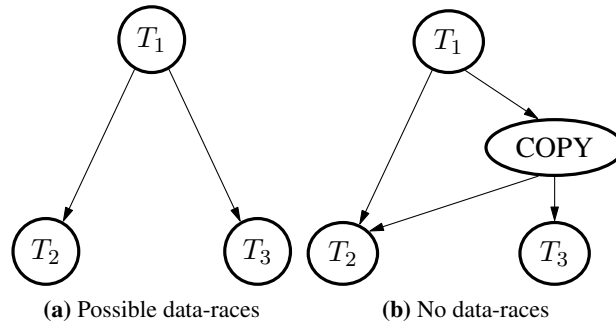 T1
T1
COPY
T2
T3
T2
T3
(a) Possible data-races
(b) No data-races